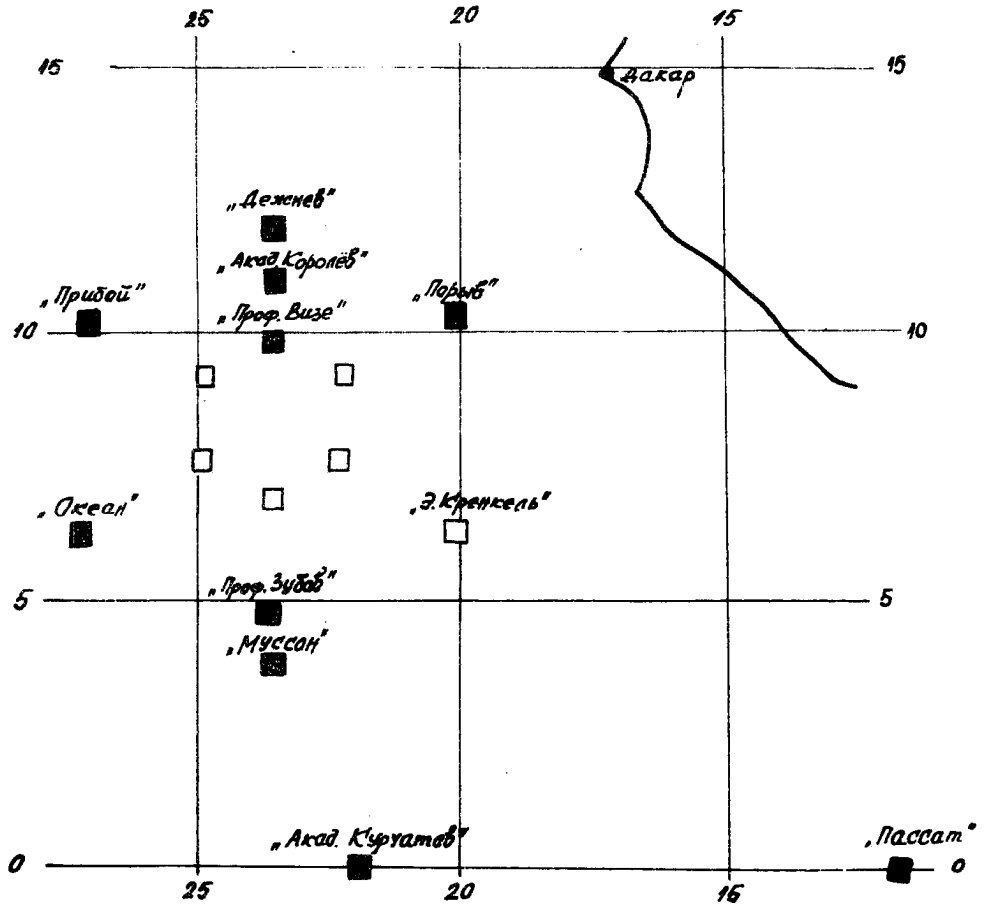 25 20 15
15 15
Дакар
„Дежнев"
„Акад. Королёв"
„Прибой" „Порыв"
„Проф. Визе"
10 10
„Океан" „Э. Кренкель"
„Проф. Зубов"
5 5
„Муссон"
„Акад. Курчатов" „Пассат"
0 0
25 20 16